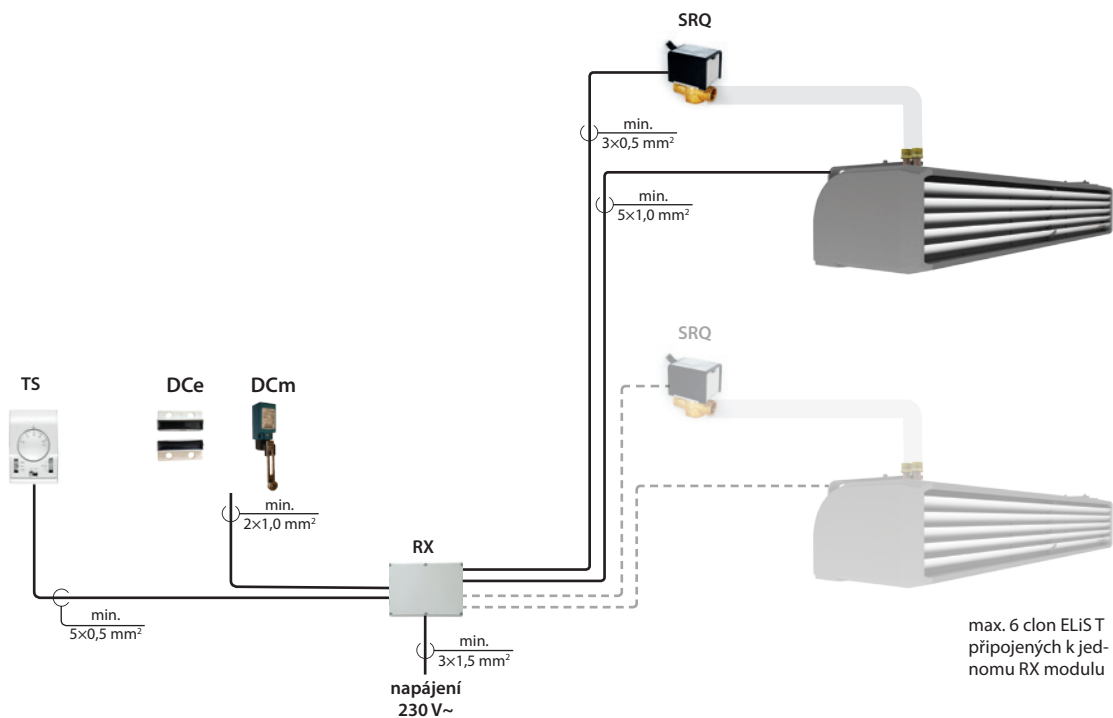 SRQ
min.
3×0,5 mm²
min.
5×1,0 mm²
SRQ
TS
DCe
DCm
min.
2×1,0 mm²
RX
min.
5×0,5 mm²
min.
3×1,5 mm²
napájení
230 V~
max. 6 clon ELiS T
připojených k jed-
nomu RX modulu